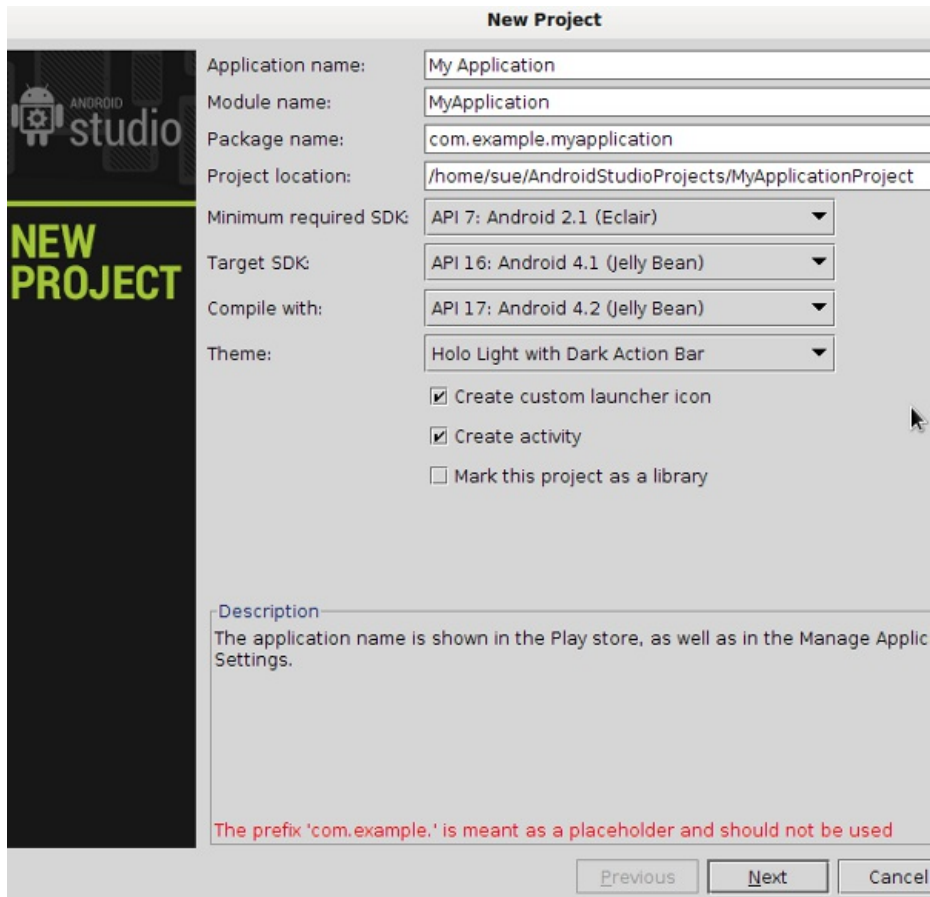 New Project
ANDROID
studio
NEW
PROJECT
Application name: My Application
Module name: MyApplication
Package name: com.example.myapplication
Project location: /home/sue/AndroidStudioProjects/MyApplicationProject
Minimum required SDK: API 7: Android 2.1 (Eclair)
Target SDK: API 16: Android 4.1 (Jelly Bean)
Compile with: API 17: Android 4.2 (Jelly Bean)
Theme: Holo Light with Dark Action Bar
Create custom launcher icon
Create activity
Mark this project as a library
Description
The application name is shown in the Play store, as well as in the Manage Applic
Settings.
The prefix 'com.example.' is meant as a placeholder and should not be used
Previous Next Cancel